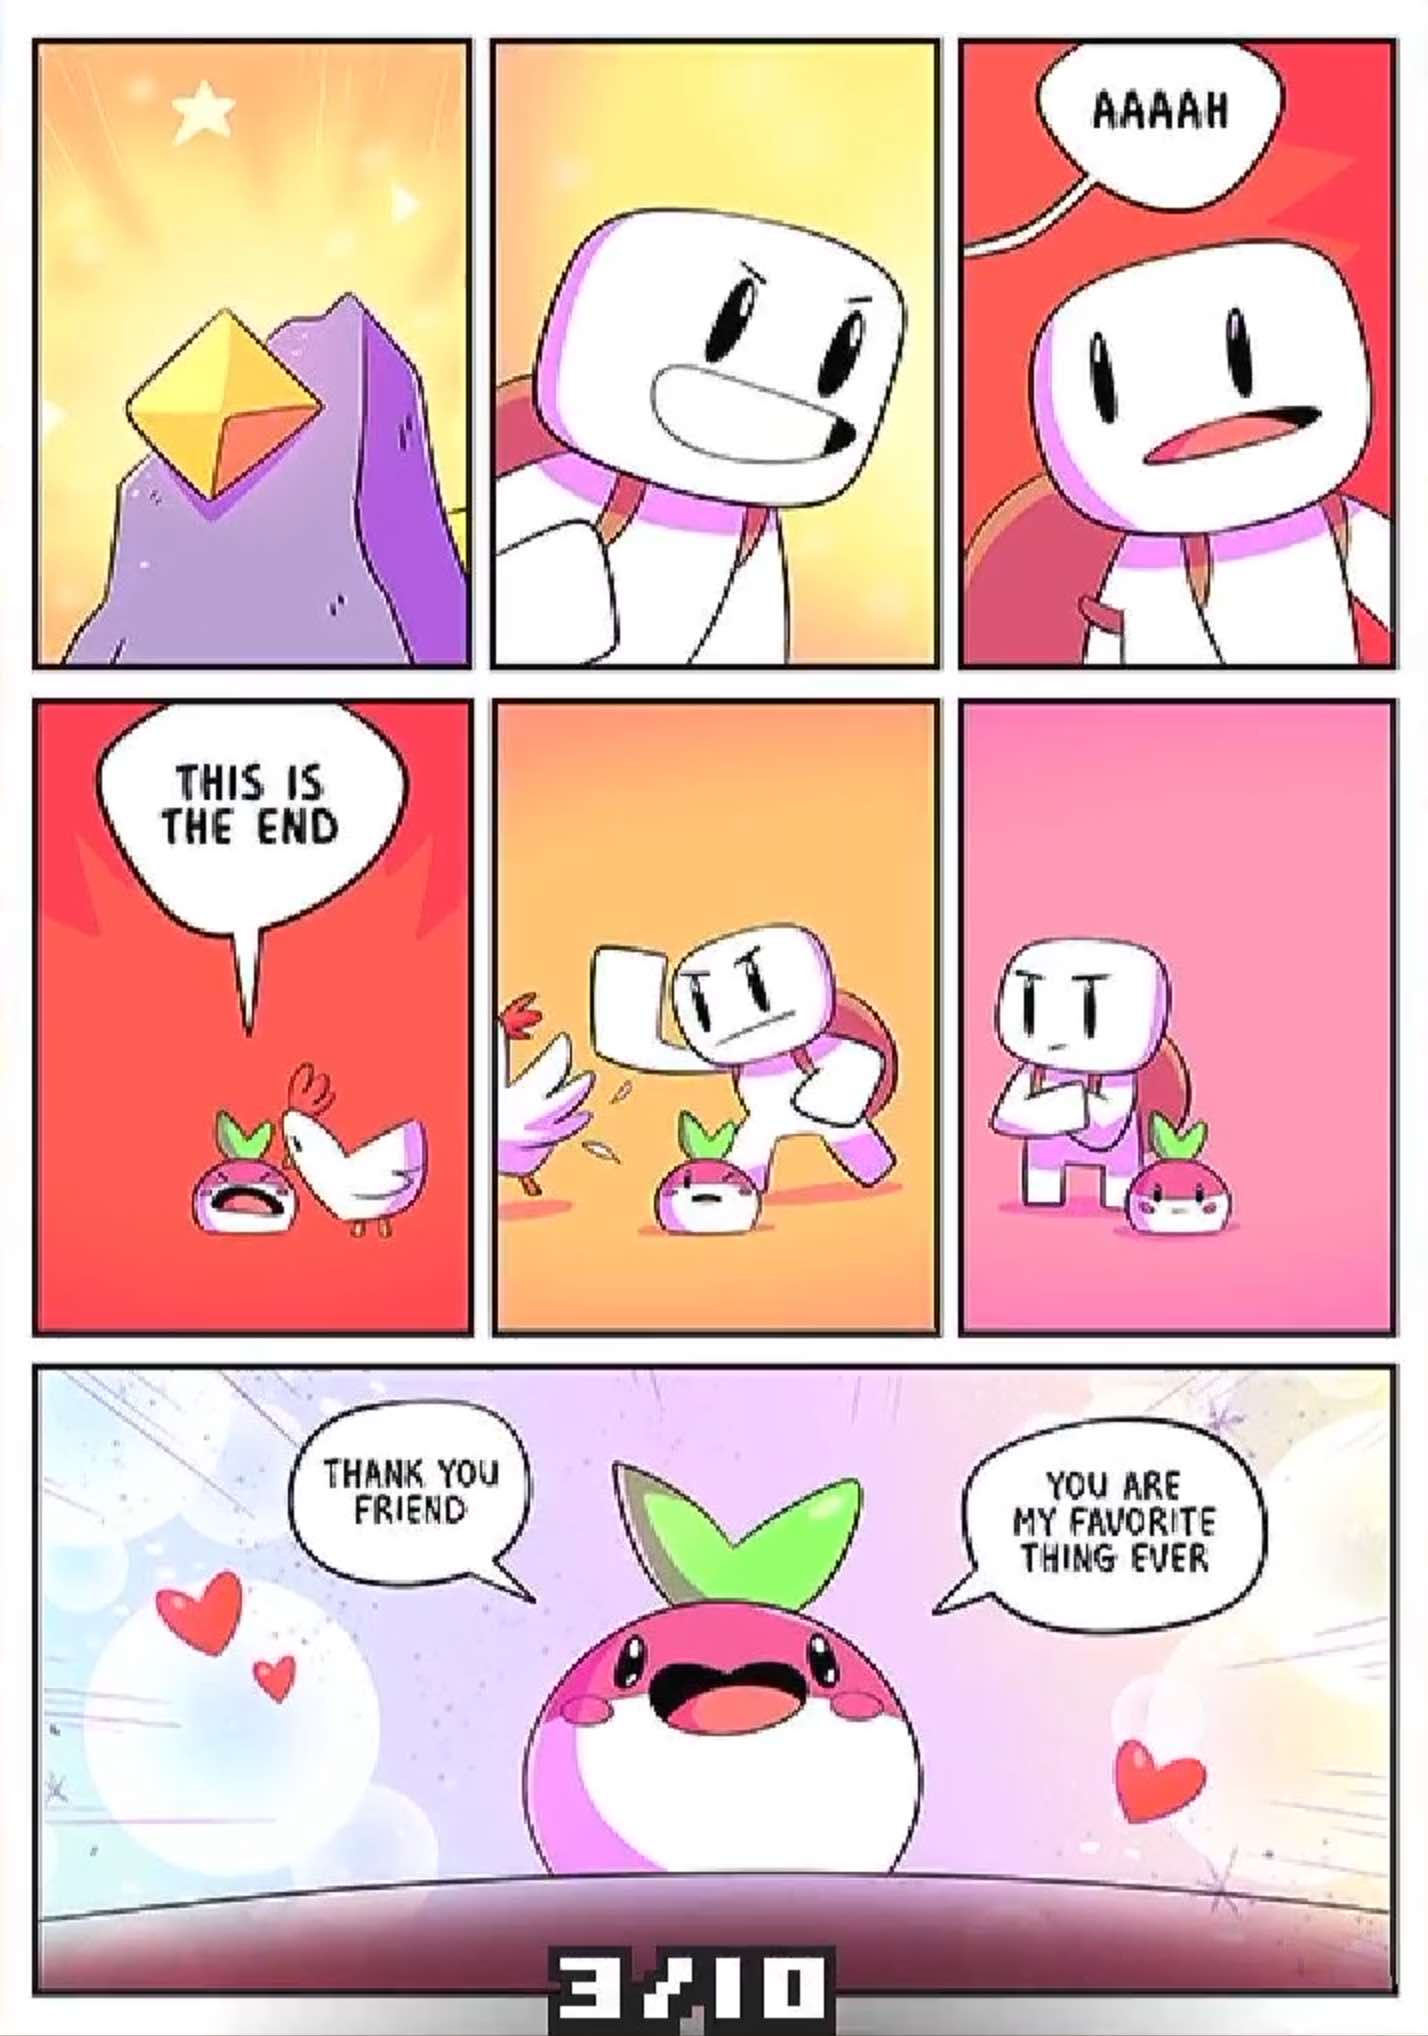 AAAAH
THIS IS
THE END
THANK YOU
FRIEND
YOU ARE
MY FAVORITE
THING EVER
3/10